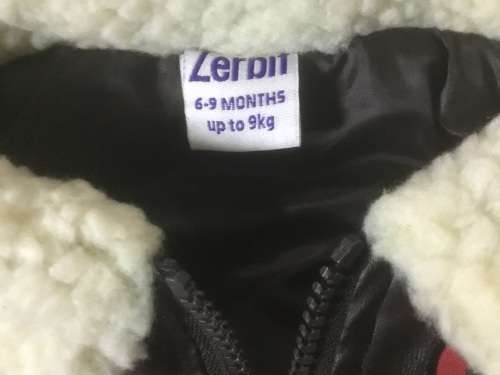 Zerbit
6-9 MONTHS
up to 9kg